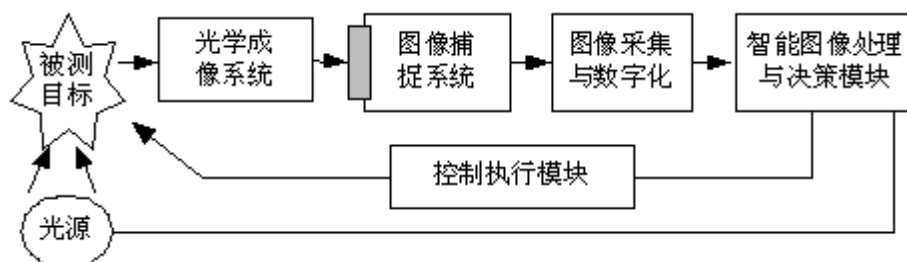 被测
目标
光学成
像系统
图像捕
捉系统
图像采集
与数字化
智能图像处理
与决策模块
控制执行模块
光源